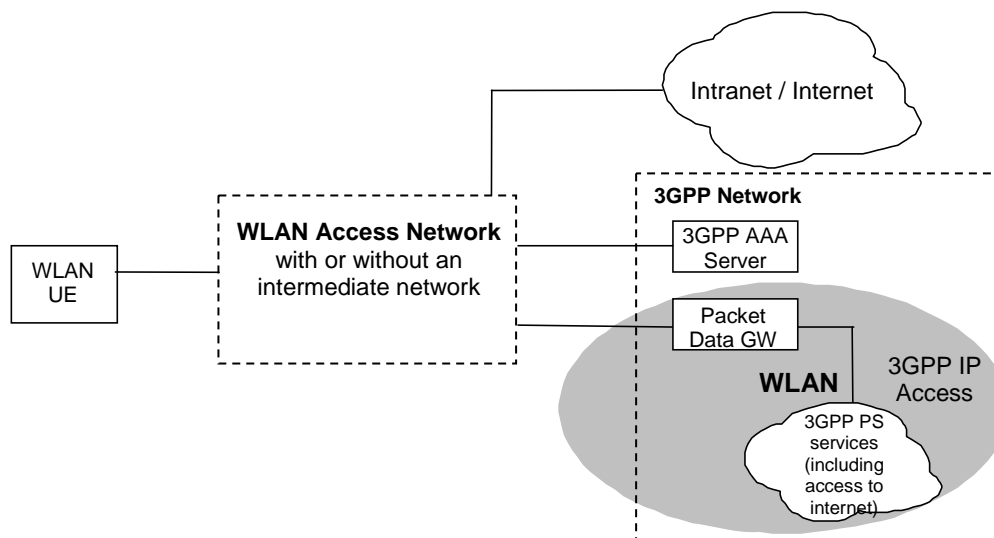 Intranet / Internet
3GPP Network
WLAN Access Network
with or without an
intermediate network
3GPP AAA
Server
WLAN
UE
Packet
Data GW
WLAN
3GPP IP
Access
3GPP PS
services
(including
access to
internet)